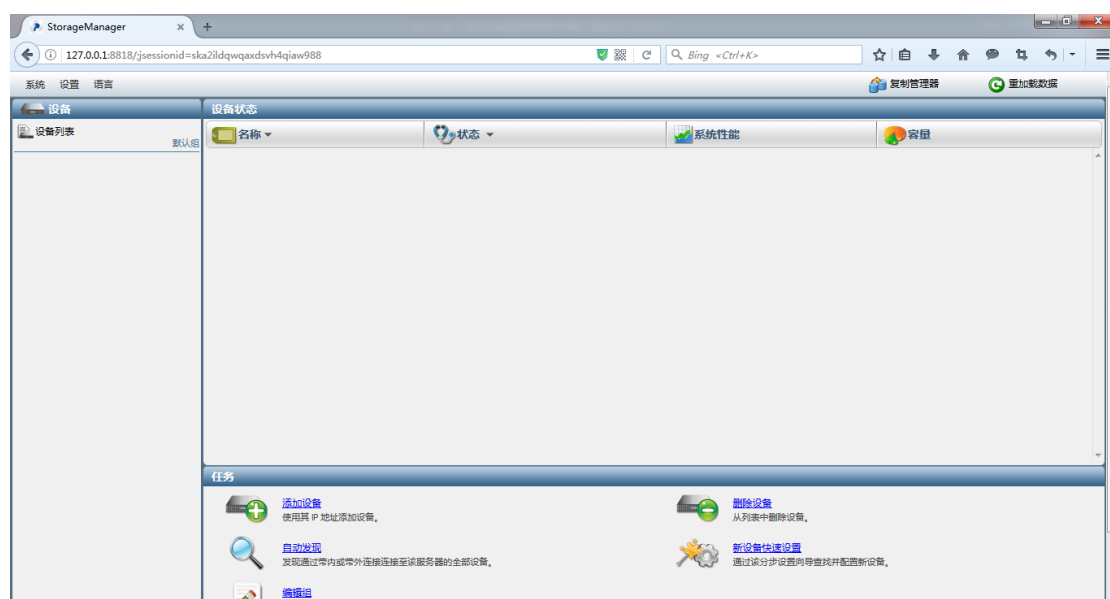 StorageManager
127.0.0.1:8818/jsessionid=ska2ildqwqaxdsvh4qiaw988
Bing <Ctrl+K>
系统 设置 语言
复制管理器
重加载数据
设备
设备状态
设备列表
默认组
名称
状态
系统性能
容量
任务
添加设备
使用其 IP 地址添加设备。
删除设备
从列表中删除设备。
自动发现
发现通过带内或带外连接连接至该服务器的全部设备。
新设备快速设置
通过该分步设置向导查找并配置新设备。
编辑组